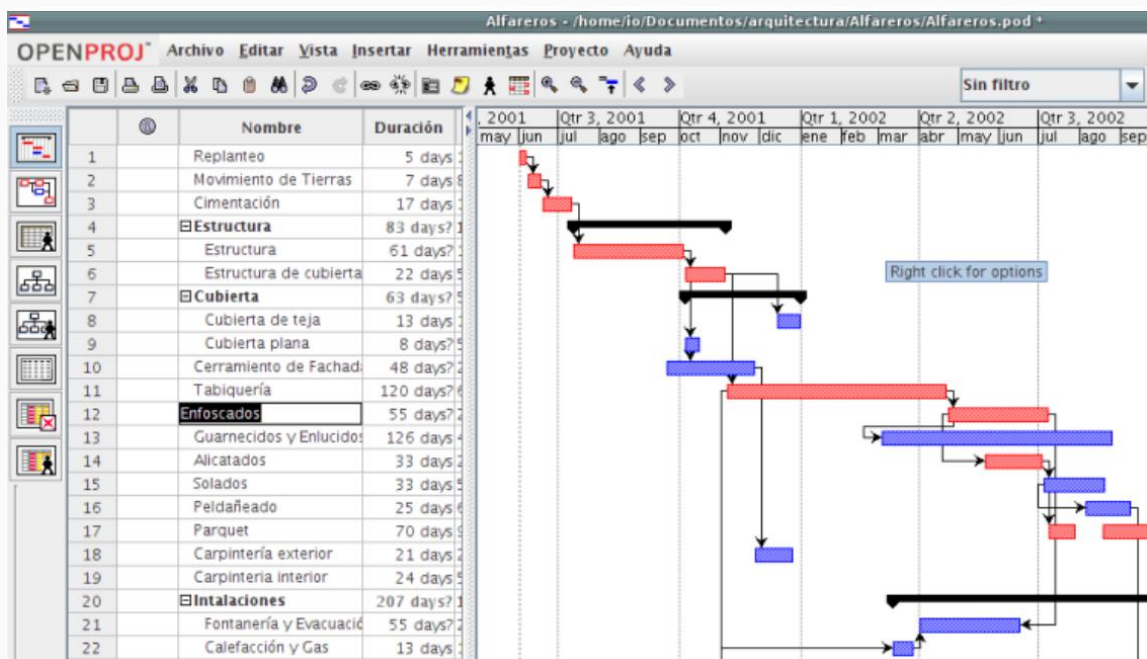 Alfareros - /home/io/Documentos/arquitectura/Alfareros/Alfareros.pod *
OPENPROJ Archivo Editar Vista Insertar Herramientas Proyecto Ayuda
Sin filtro
Nombre Duración
, 2001 Qtr 3, 2001 Qtr 4, 2001 Qtr 1, 2002 Qtr 2, 2002 Qtr 3, 2002
may jun jul ago sep oct nov dic ene feb mar abr may jun jul ago sep
1 Replanteo 5 days
2 Movimiento de Tierras 7 days
3 Cimentación 17 days
4 Estructura 83 days?
5 Estructura 61 days?
6 Estructura de cubierta 22 days
Right click for options
7 Cubierta 63 days?
8 Cubierta de teja 13 days
9 Cubierta plana 8 days?
10 Cerramiento de Fachad 48 days?
11 Tabiquería 120 days?
12 Enfoscados 55 days?
13 Guarnecidos y Enlucidos 126 days
14 Alicatados 33 days
15 Solados 33 days
16 Peldañeado 25 days
17 Parquet 70 days
18 Carpintería exterior 21 days
19 Carpinteria interior 24 days
20 Intalaciones 207 days?
21 Fontanería y Evacuació 55 days?
22 Calefacción y Gas 13 days